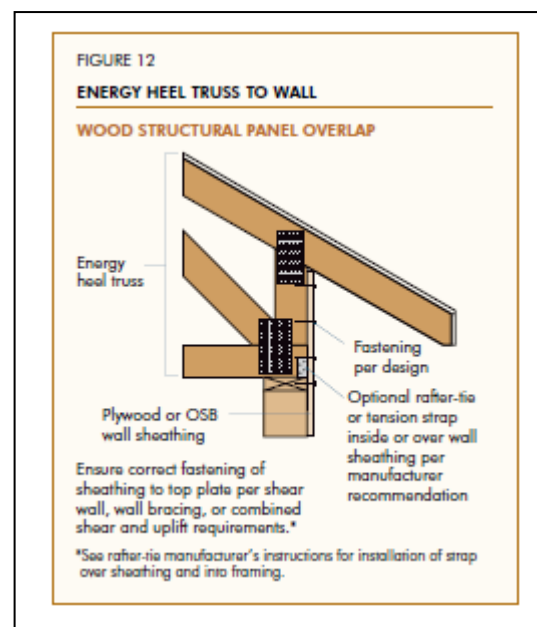 FIGURE 12
ENERGY HEEL TRUSS TO WALL
WOOD STRUCTURAL PANEL OVERLAP
Energy
heel truss
Fastening
per design
Plywood or OSB
wall sheathing
Optional rafter-tie
or tension strap
inside or over wall
sheathing per
manufacturer
recommendation
Ensure correct fastening of
sheathing to top plate per shear
wall, wall bracing, or combined
shear and uplift requirements.*
*See rafter-tie manufacturer's instructions for installation of strap
over sheathing and into framing.